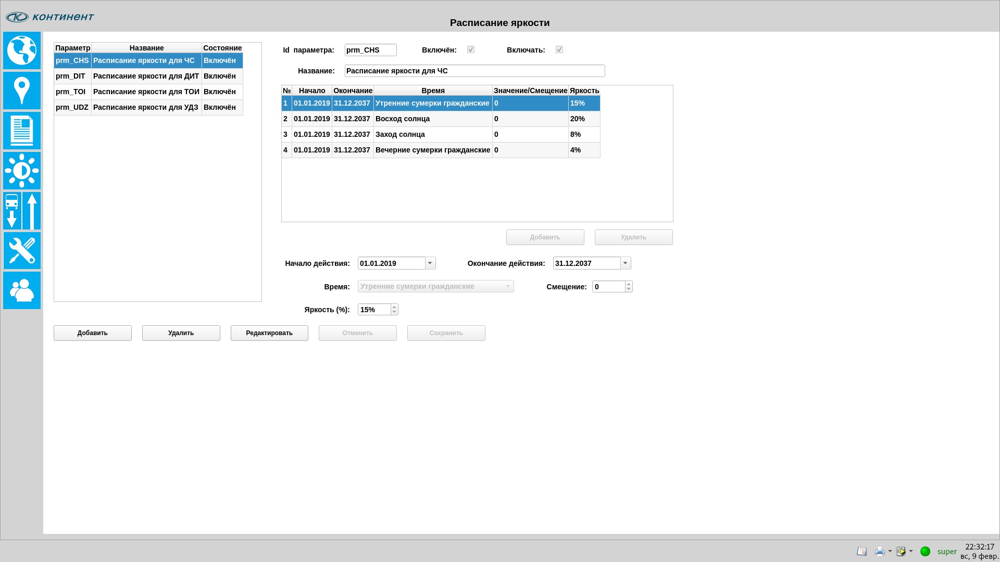 КОНТИНЕНТ
Расписание яркости
Параметр Название Состояние
prm_CHS Расписание яркости для ЧС Включён
prm_DIT Расписание яркости для ДИТ Включён
prm_TOI Расписание яркости для ТОИ Включён
prm_UDZ Расписание яркости для УДЗ Включён
Id параметра: prm_CHS Включён: Включать:
Название: Расписание яркости для ЧС
№ Начало Окончание Время Значение/Смещение Яркость
1 01.01.2019 31.12.2037 Утренние сумерки гражданские 0 15%
2 01.01.2019 31.12.2037 Восход солнца 0 20%
3 01.01.2019 31.12.2037 Заход солнца 0 8%
4 01.01.2019 31.12.2037 Вечерние сумерки гражданские 0 4%
Добавить Удалить
Начало действия: 01.01.2019 Окончание действия: 31.12.2037
Время: Утренние сумерки гражданские Смещение: 0
Яркость (%): 15%
Добавить Удалить Редактировать Отменить Сохранить
super 22:32:17
вс, 9 февр.